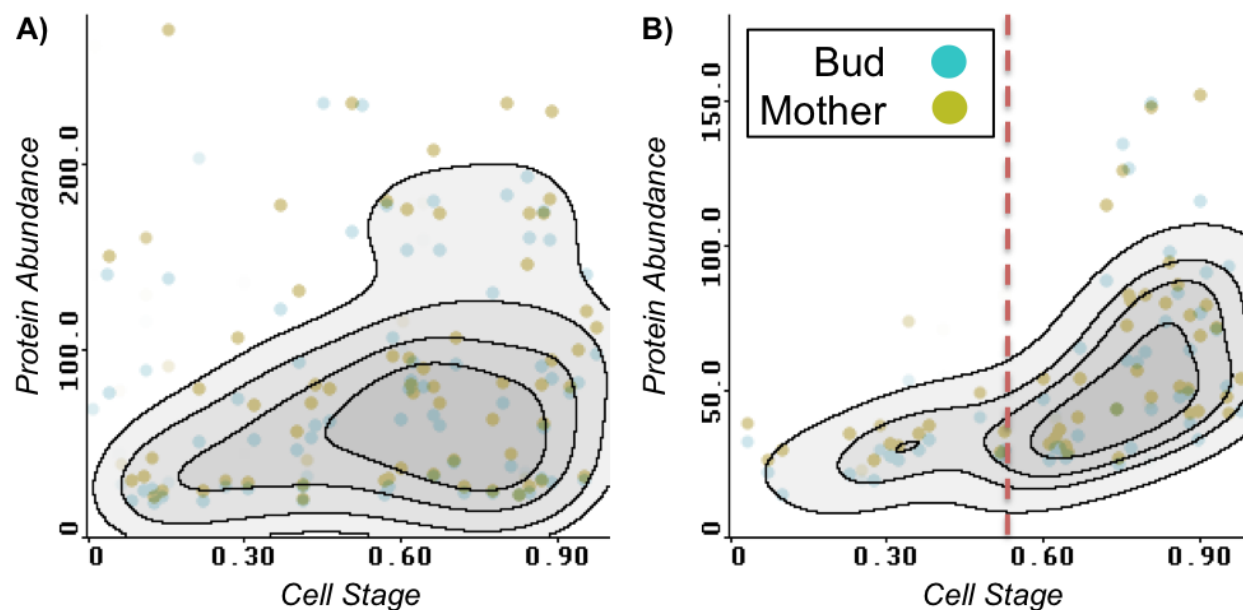 A)
Protein Abundance
200.0
100.0
0
0 0.30 0.60 0.90
Cell Stage
B)
Bud
Mother
Protein Abundance
150.0
100.0
50.0
0
0 0.30 0.60 0.90
Cell Stage